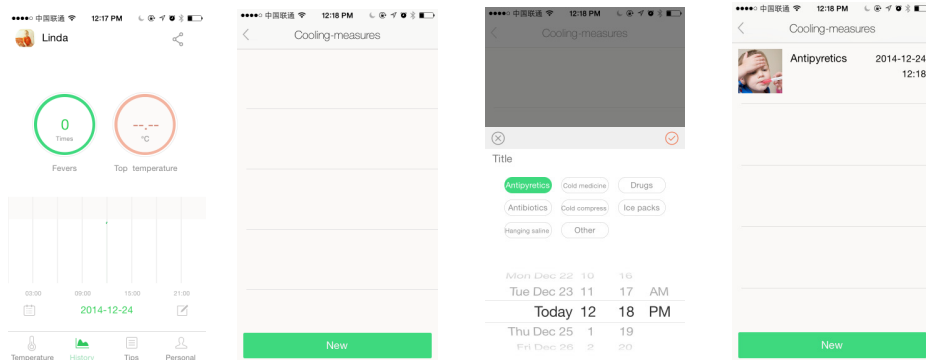 中国联通 12:17 PM
Linda
0
Times
--.--
°C
Fevers
Top temperature
03:00 09:00 15:00 21:00
2014-12-24
Temperature History Tips Personal
中国联通 12:18 PM
Cooling-measures
New
中国联通 12:18 PM
Cooling-measures
Title
Antipyretics Cold medicine Drugs
Antibiotics Cold compress Ice packs
Hanging saline Other
Mon Dec 22 10 16
Tue Dec 23 11 17 AM
Today 12 18 PM
Thu Dec 25 1 19
Fri Dec 26 2 20
中国联通 12:18 PM
Cooling-measures
Antipyretics 2014-12-24
12:18
New